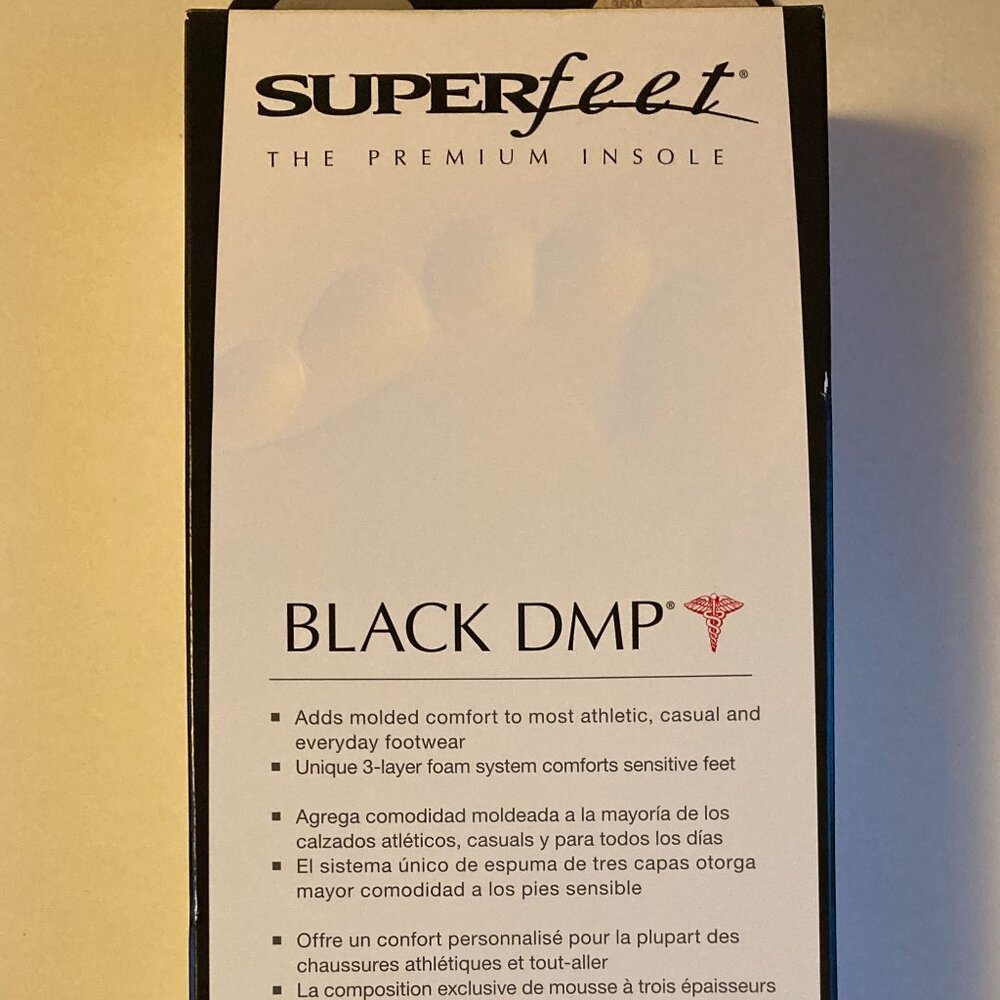 SUPERfeet®
THE PREMIUM INSOLE
BLACK DMP®
▪ Adds molded comfort to most athletic, casual and
everyday footwear
▪ Unique 3-layer foam system comforts sensitive feet
▪ Agrega comodidad moldeada a la mayoría de los
calzados atléticos, casuals y para todos los días
▪ El sistema único de espuma de tres capas otorga
mayor comodidad a los pies sensible
▪ Offre un confort personnalisé pour la plupart des
chaussures athlétiques et tout-aller
▪ La composition exclusive de mousse à trois épaisseurs